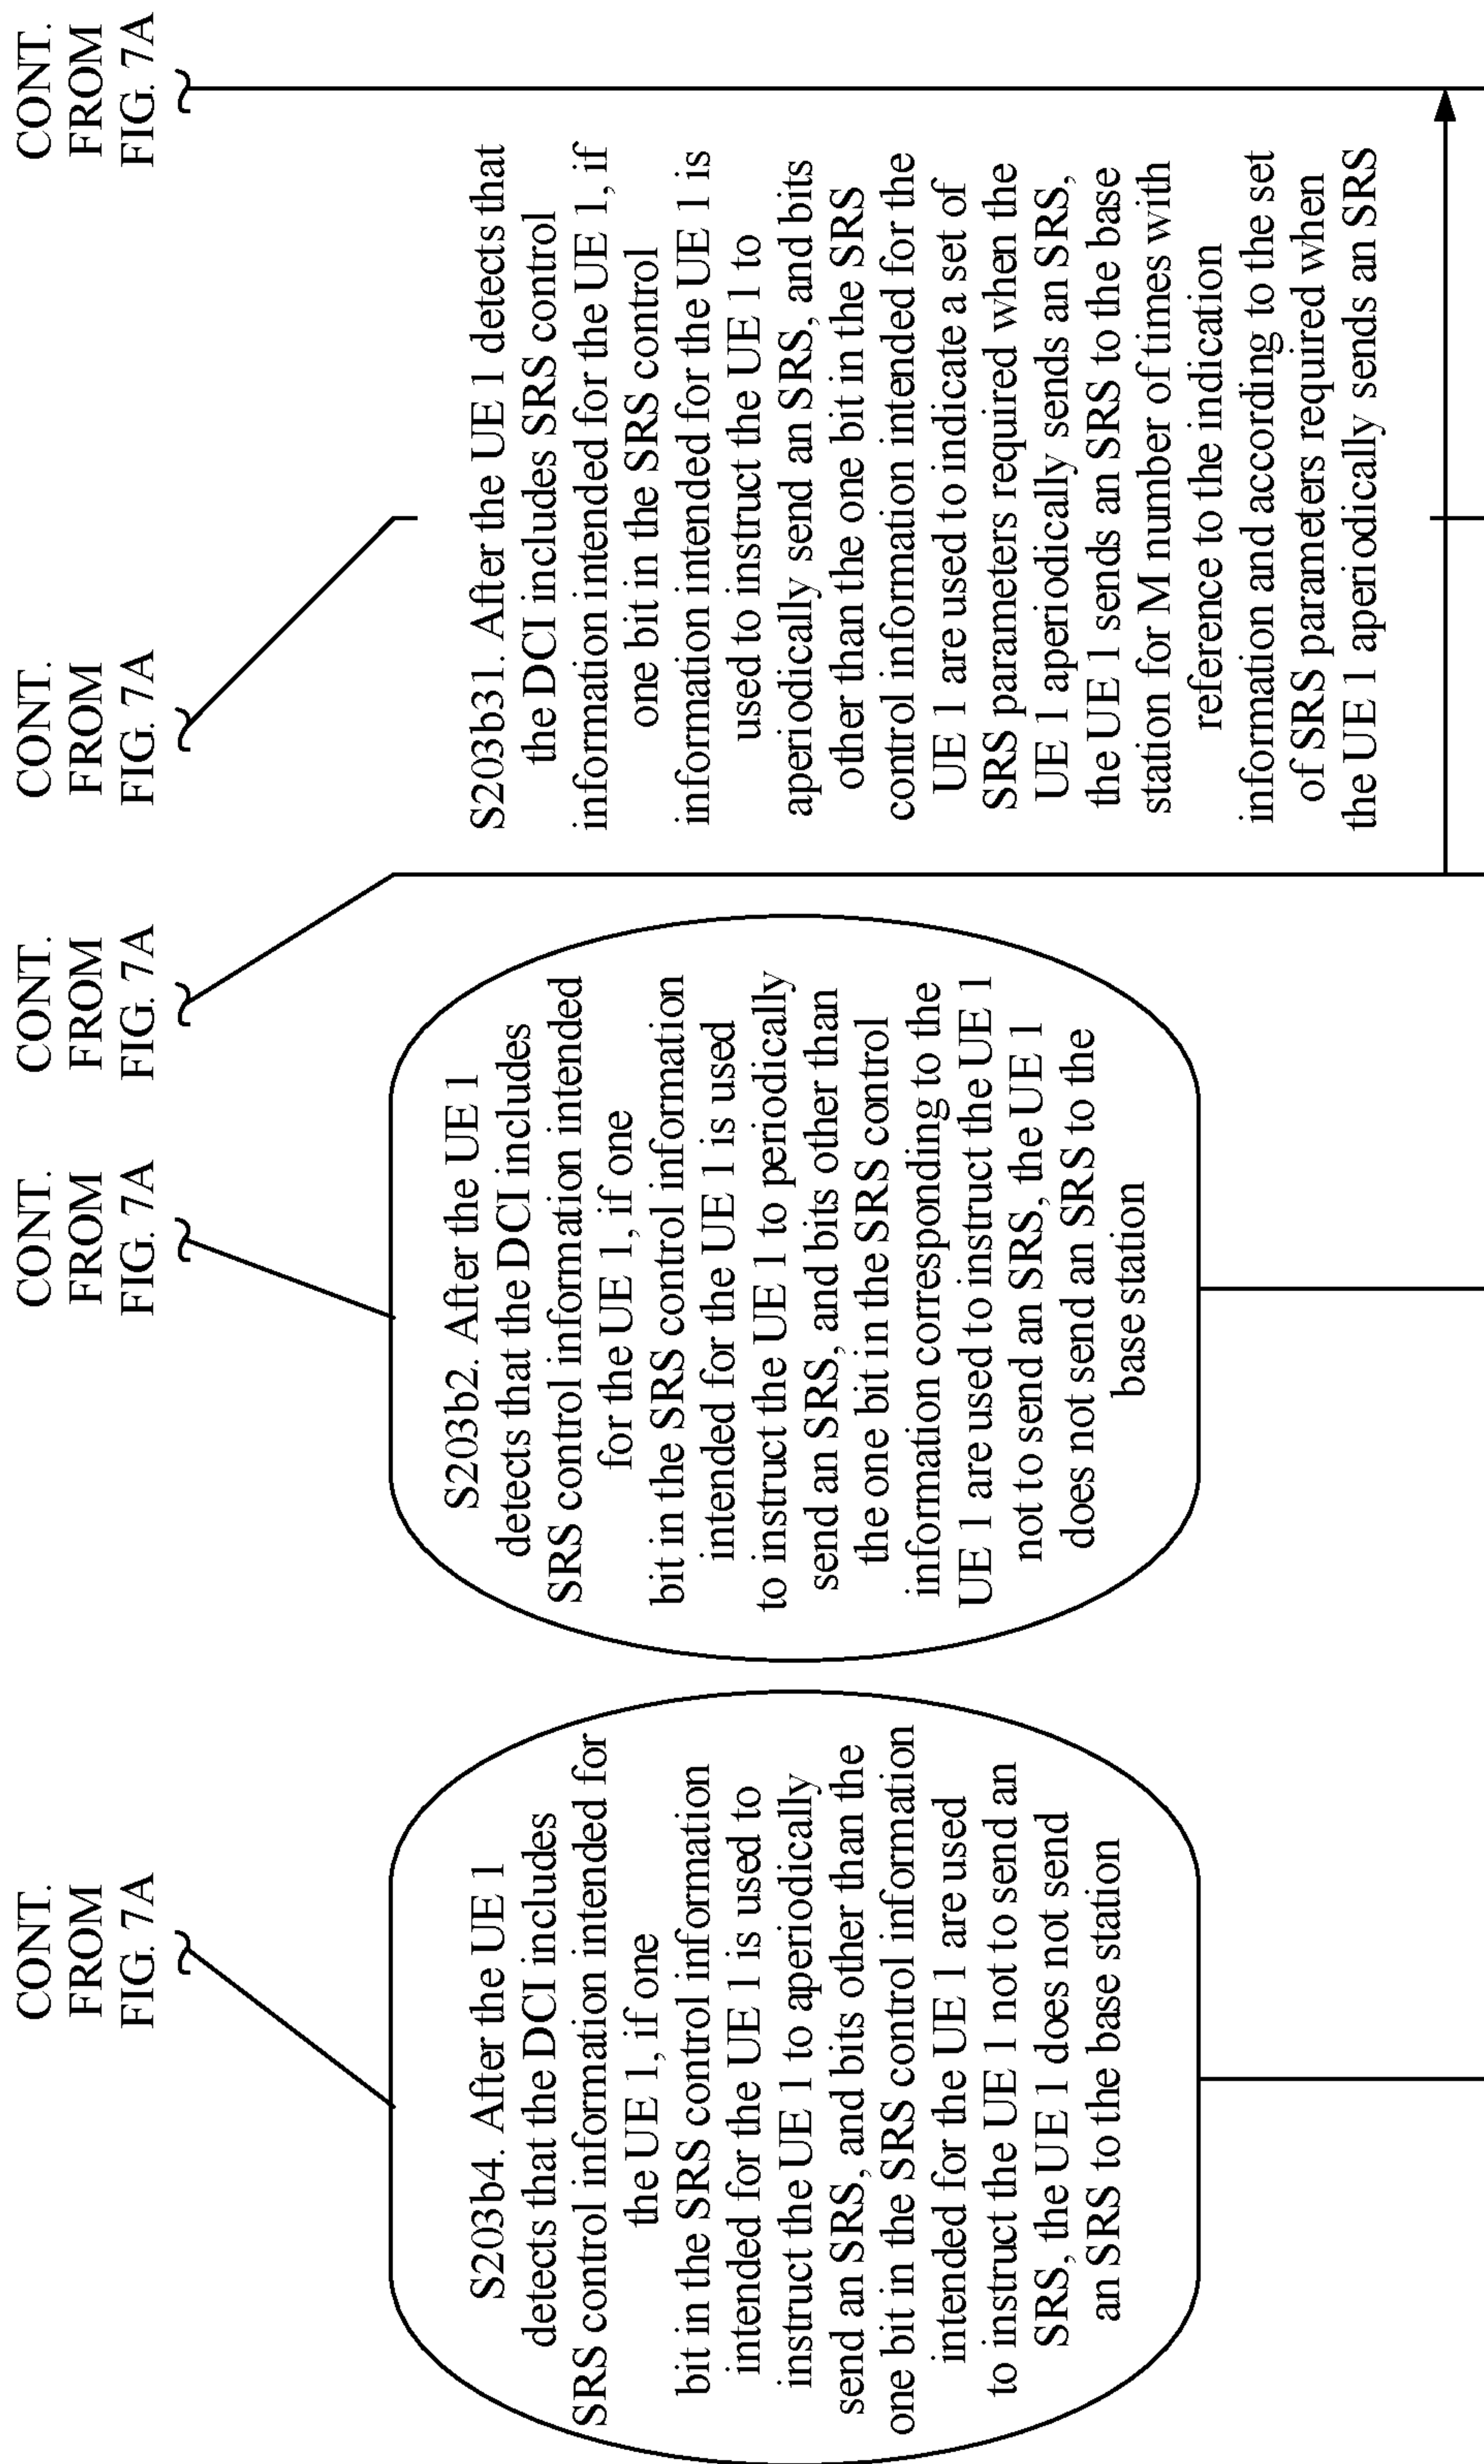 CONT.
FROM
FIG. 7A
CONT.
FROM
FIG. 7A
CONT.
FROM
FIG. 7A
CONT.
FROM
FIG. 7A
CONT.
FROM
FIG. 7A
S203b4. After the UE 1
detects that the DCI includes
SRS control information intended for
the UE 1, if one
bit in the SRS control information
intended for the UE 1 is used to
instruct the UE 1 to aperiodically
send an SRS, and bits other than the
one bit in the SRS control information
intended for the UE 1 are used
to instruct the UE 1 not to send an
SRS, the UE 1 does not send
an SRS to the base station
S203b2. After the UE 1
detects that the DCI includes
SRS control information intended
for the UE 1, if one
bit in the SRS control information
intended for the UE 1 is used
to instruct the UE 1 to periodically
send an SRS, and bits other than
the one bit in the SRS control
information corresponding to the
UE 1 are used to instruct the UE 1
not to send an SRS, the UE 1
does not send an SRS to the
base station
S203b31. After the UE 1 detects that
the DCI includes SRS control
information intended for the UE 1, if
one bit in the SRS control
information intended for the UE 1 is
used to instruct the UE 1 to
aperiodically send an SRS, and bits
other than the one bit in the SRS
control information intended for the
UE 1 are used to indicate a set of
SRS parameters required when the
UE 1 aperiodically sends an SRS,
the UE 1 sends an SRS to the base
station for M number of times with
reference to the indication
information and according to the set
of SRS parameters required when
the UE 1 aperiodically sends an SRS